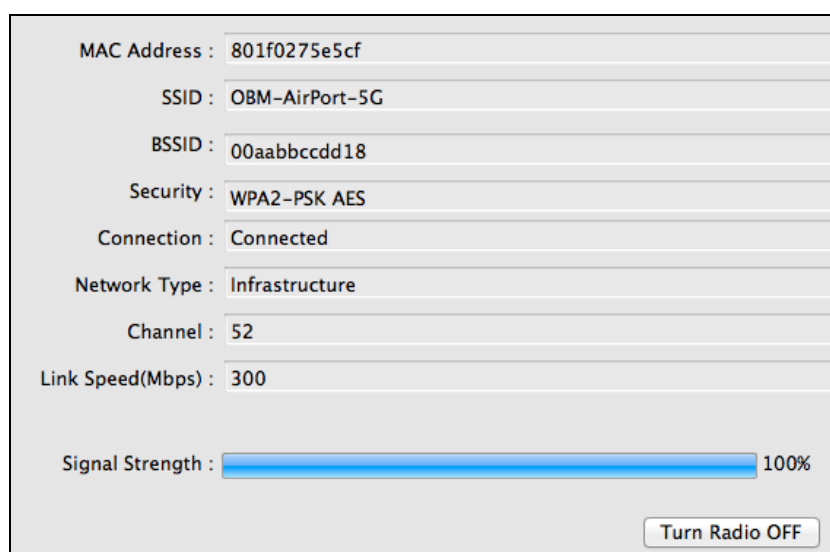 MAC Address : 801f0275e5cf
SSID : OBM-AirPort-5G
BSSID : 00aabbccdd18
Security : WPA2-PSK AES
Connection : Connected
Network Type : Infrastructure
Channel : 52
Link Speed(Mbps) : 300
Signal Strength : 100%
Turn Radio OFF